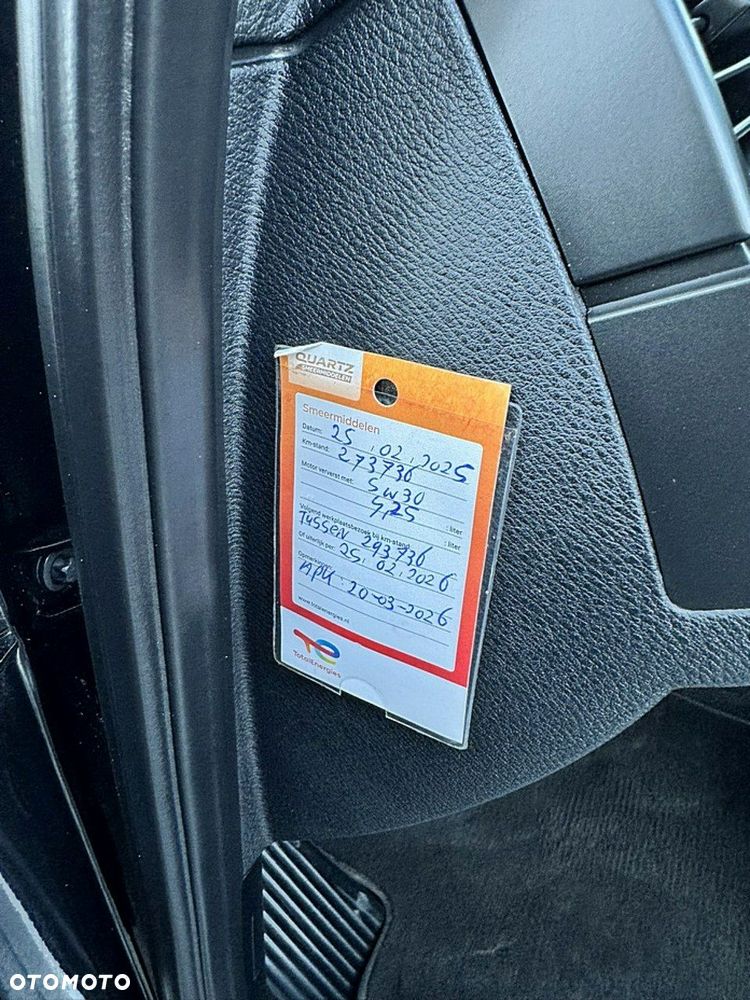 QUARTZ
SMEERMIDDELEN
Smeermiddelen
Datum: 25.02.2025
Km-stand: 273736
Motor ververst met: 5w30
4,25 : liter
Volgend werkplaatsbezoek bij km-stand : liter
TUSSEN 293736
Of uiterlijk per: 25.02.2026
Opmerkingen:
APK: 20-03-2026
www.totalenergies.nl
TotalEnergies
OTOMOTO